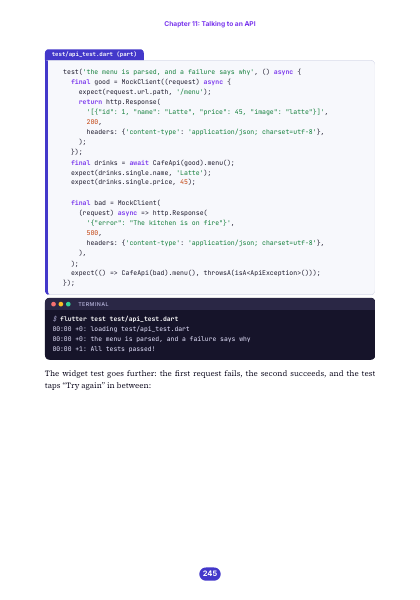 Chapter 11: Talking to an API
test/api_test.dart (part)
test('the menu is parsed, and a failure says why', () async {
final good = MockClient((request) async {
expect(request.url.path, '/menu');
return http.Response(
'[{"id": 1, "name": "Latte", "price": 45, "image": "latte"}]',
200,
headers: {'content-type': 'application/json; charset=utf-8'},
);
});
final drinks = await CafeApi(good).menu();
expect(drinks.single.name, 'Latte');
expect(drinks.single.price, 45);
final bad = MockClient(
(request) async => http.Response(
'{"error": "The kitchen is on fire"}',
500,
headers: {'content-type': 'application/json; charset=utf-8'},
),
);
expect(() => CafeApi(bad).menu(), throwsA(isA<ApiException>()));
});
TERMINAL
$ flutter test test/api_test.dart
00:00 +0: loading test/api_test.dart
00:00 +0: the menu is parsed, and a failure says why
00:00 +1: All tests passed!
The widget test goes further: the first request fails, the second succeeds, and the test
taps “Try again” in between:
245